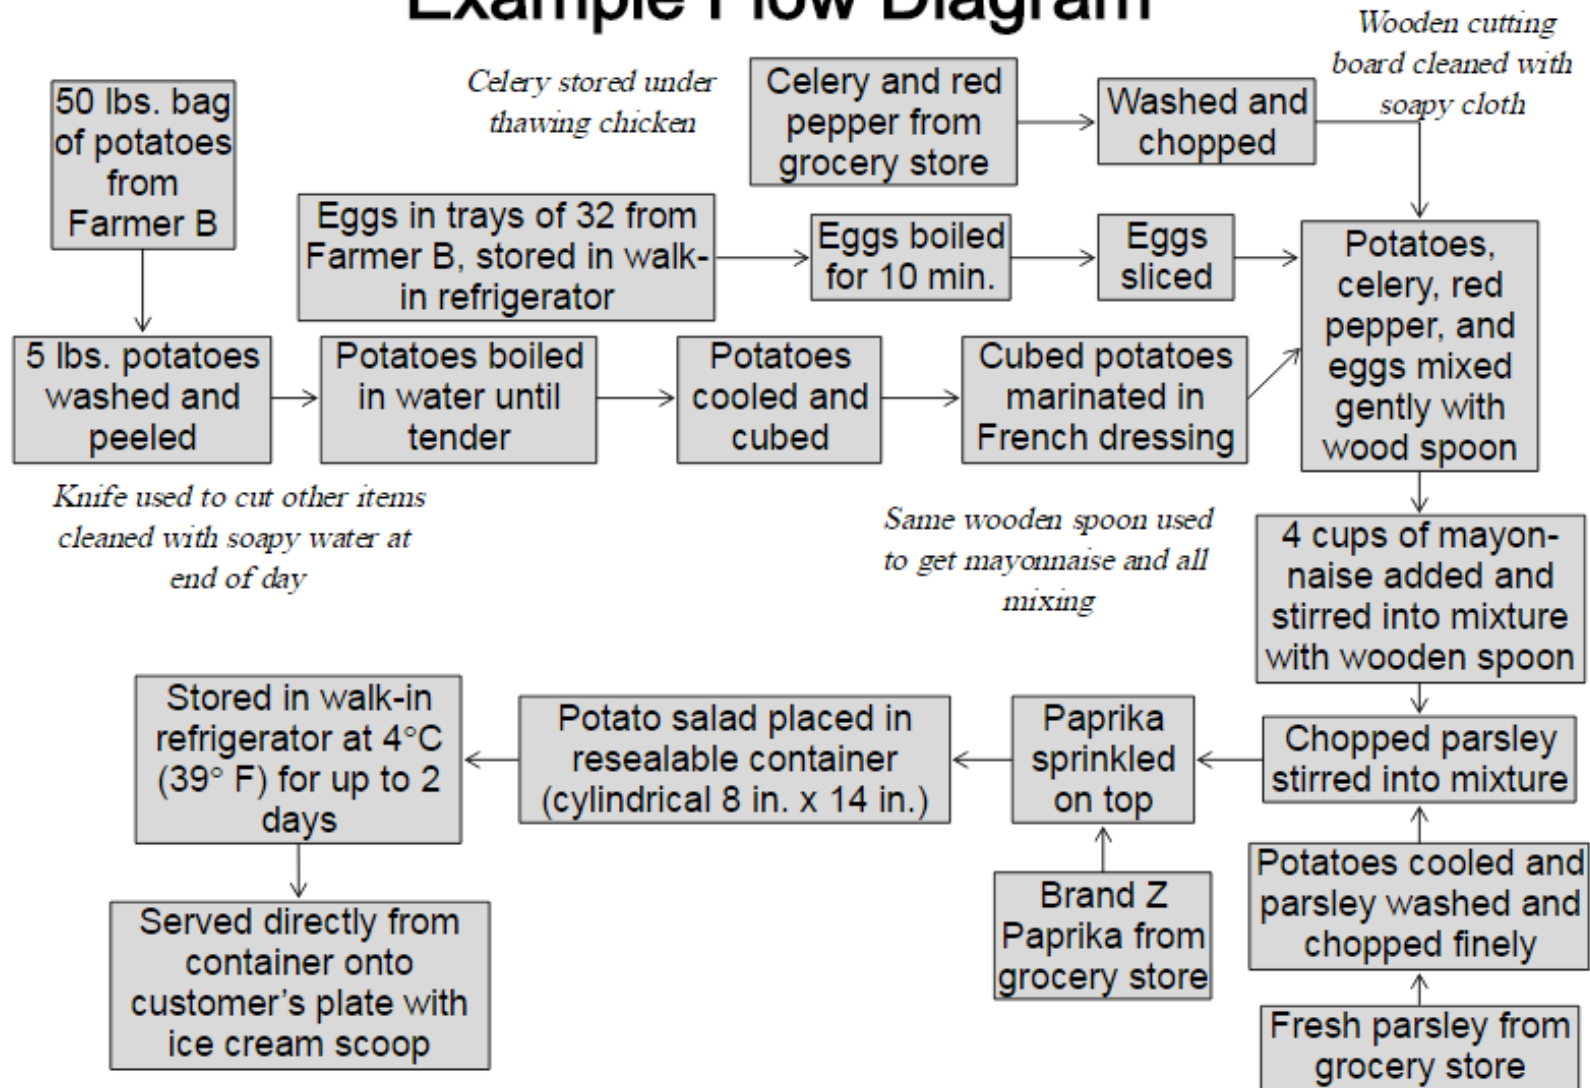 Example Flow Diagram
Wooden cutting
board cleaned with
soapy cloth
Celery stored under
thawing chicken
Celery and red
pepper from
grocery store
Washed and
chopped
50 lbs. bag
of potatoes
from
Farmer B
Eggs in trays of 32 from
Farmer B, stored in walk-
in refrigerator
Eggs boiled
for 10 min.
Eggs
sliced
Potatoes,
celery, red
pepper, and
eggs mixed
gently with
wood spoon
5 lbs. potatoes
washed and
peeled
Potatoes boiled
in water until
tender
Potatoes
cooled and
cubed
Cubed potatoes
marinated in
French dressing
Knife used to cut other items
cleaned with soapy water at
end of day
Same wooden spoon used
to get mayonnaise and all
mixing
4 cups of mayon-
naise added and
stirred into mixture
with wooden spoon
Stored in walk-in
refrigerator at 4°C
(39° F) for up to 2
days
Potato salad placed in
resealable container
(cylindrical 8 in. x 14 in.)
Paprika
sprinkled
on top
Chopped parsley
stirred into mixture
Served directly from
container onto
customer's plate with
ice cream scoop
Brand Z
Paprika from
grocery store
Potatoes cooled and
parsley washed and
chopped finely
Fresh parsley from
grocery store